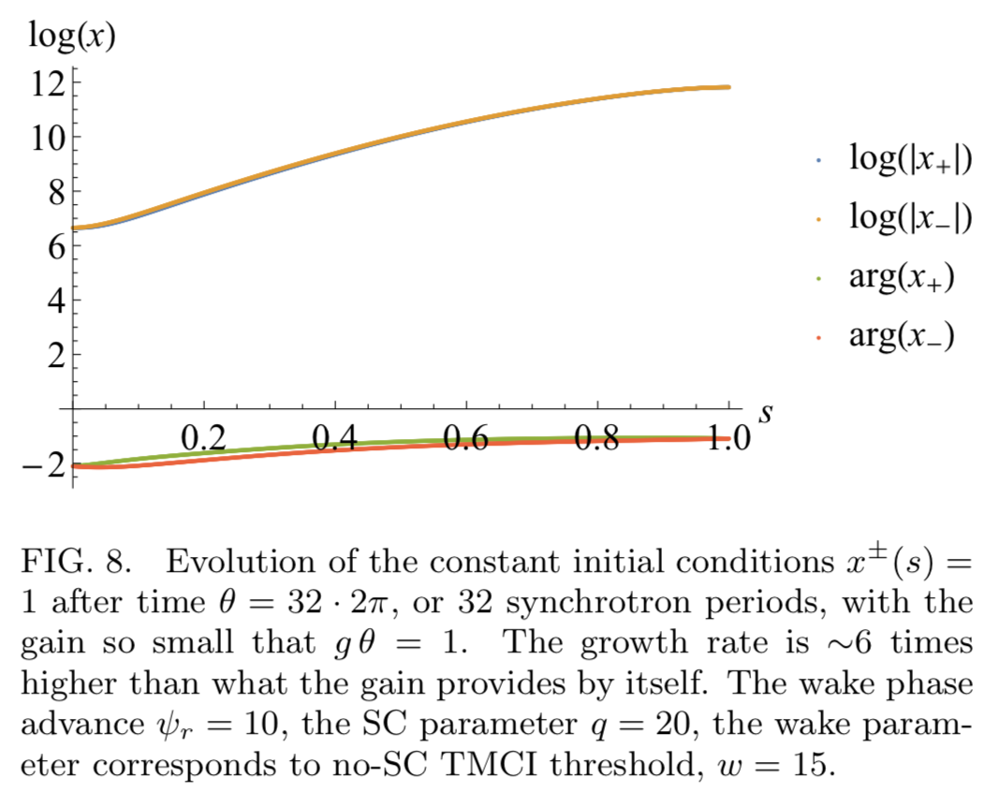 log(x)
12
10
8
6
4
2
−2
0.2 0.4 0.6 0.8 1.0
s
log(|x₊|)
log(|x₋|)
arg(x₊)
arg(x₋)
FIG. 8. Evolution of the constant initial conditions x±(s) =
1 after time θ = 32 · 2π, or 32 synchrotron periods, with the
gain so small that g θ = 1. The growth rate is ∼6 times
higher than what the gain provides by itself. The wake phase
advance ψᵣ = 10, the SC parameter q = 20, the wake param-
eter corresponds to no-SC TMCI threshold, w = 15.